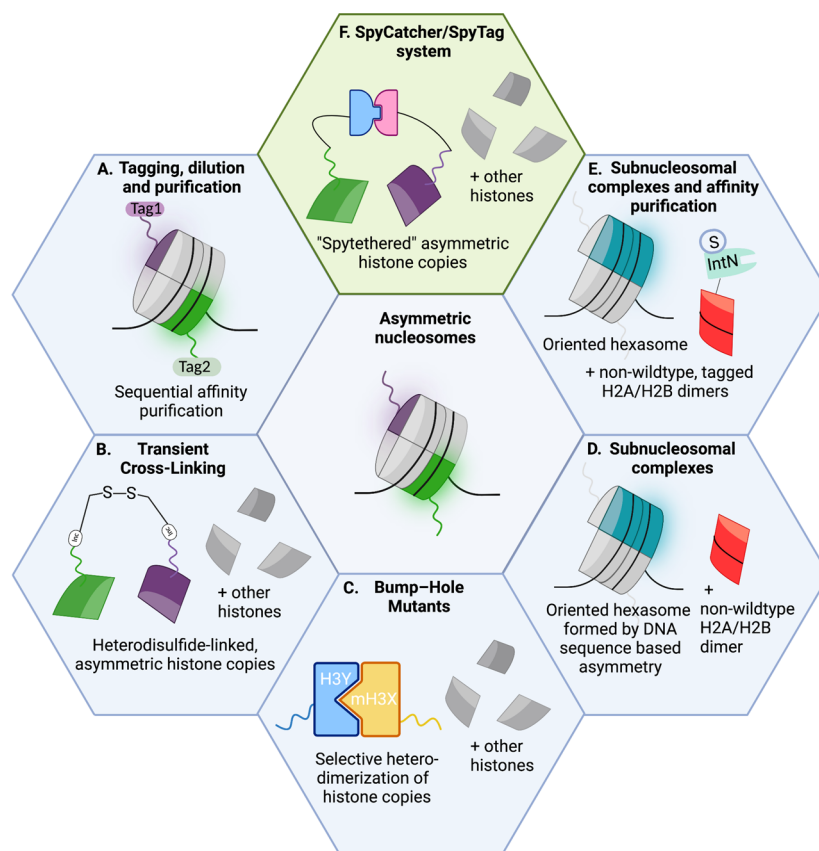 F. SpyCatcher/SpyTag
system
+ other
histones
"Spytethered" asymmetric
histone copies
A. Tagging, dilution
and purification
Tag1
Tag2
Sequential affinity
purification
E. Subnucleosomal
complexes and affinity
purification
S
IntN
Oriented hexasome
+ non-wildtype, tagged
H2A/H2B dimers
Asymmetric
nucleosomes
B. Transient
Cross-Linking
S–S
lnc
+ other
histones
Heterodisfide-linked,
asymmetric histone copies
D. Subnucleosomal
complexes
Oriented hexasome
formed by DNA
sequence based
asymmetry
+
non-wildtype
H2A/H2B
dimer
C. Bump–Hole
Mutants
H3Y
mH3X
+ other
histones
Selective hetero-
dimerization of
histone copies